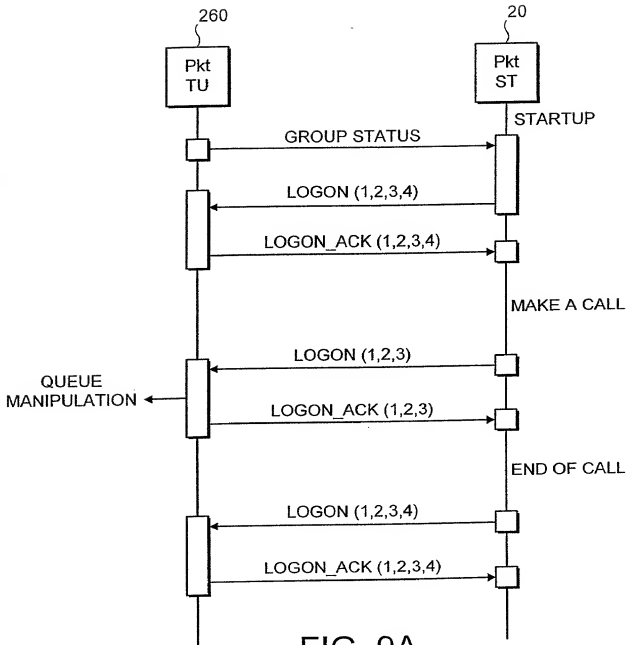 260
20
Pkt
TU
Pkt
ST
STARTUP
GROUP STATUS
LOGON (1,2,3,4)
LOGON_ACK (1,2,3,4)
MAKE A CALL
LOGON (1,2,3)
QUEUE
MANIPULATION
LOGON_ACK (1,2,3)
END OF CALL
LOGON (1,2,3,4)
LOGON_ACK (1,2,3,4)
FIG. 9A